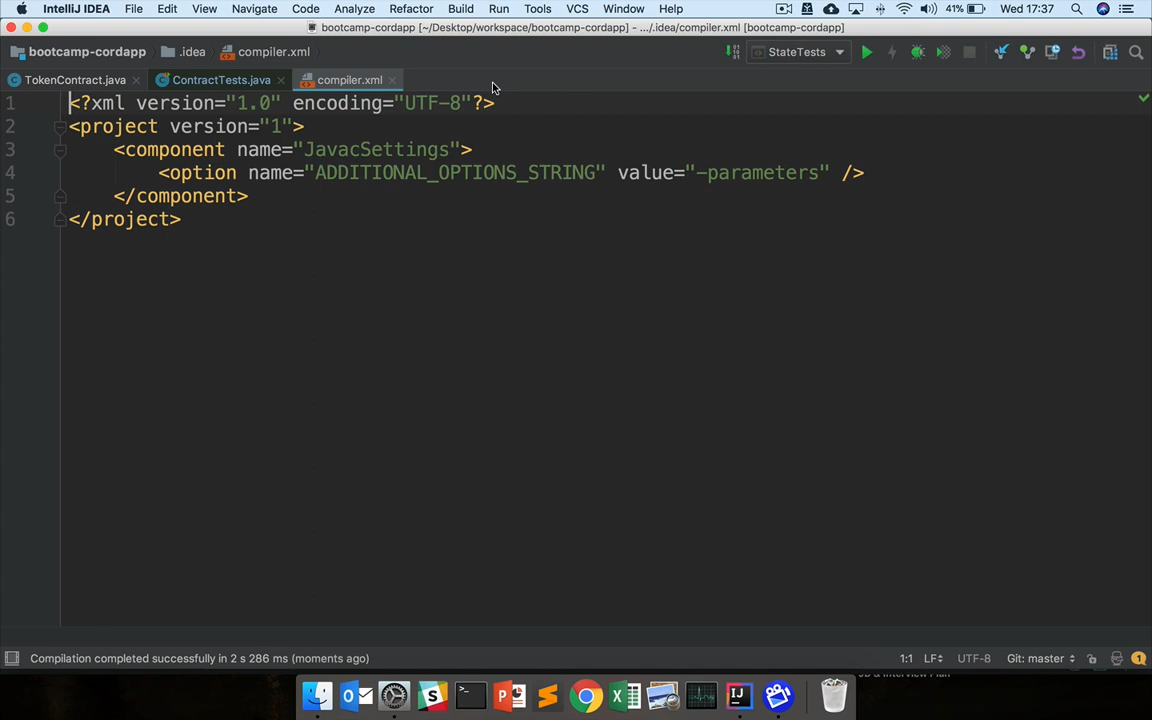 IntelliJ IDEA File Edit View Navigate Code Analyze Refactor Build Run Tools VCS Window Help 41% Wed 17:37
bootcamp-cordapp [~/Desktop/workspace/bootcamp-cordapp] - .../.idea/compiler.xml [bootcamp-cordapp]
bootcamp-cordapp .idea compiler.xml StateTests
TokenContract.java ContractTests.java compiler.xml
1 <?xml version="1.0" encoding="UTF-8"?>
2 <project version="1">
3 <component name="JavacSettings">
4 <option name="ADDITIONAL_OPTIONS_STRING" value="-parameters" />
5 </component>
6 </project>
Compilation completed successfully in 2 s 286 ms (moments ago) 1:1 LF UTF-8 Git: master 1